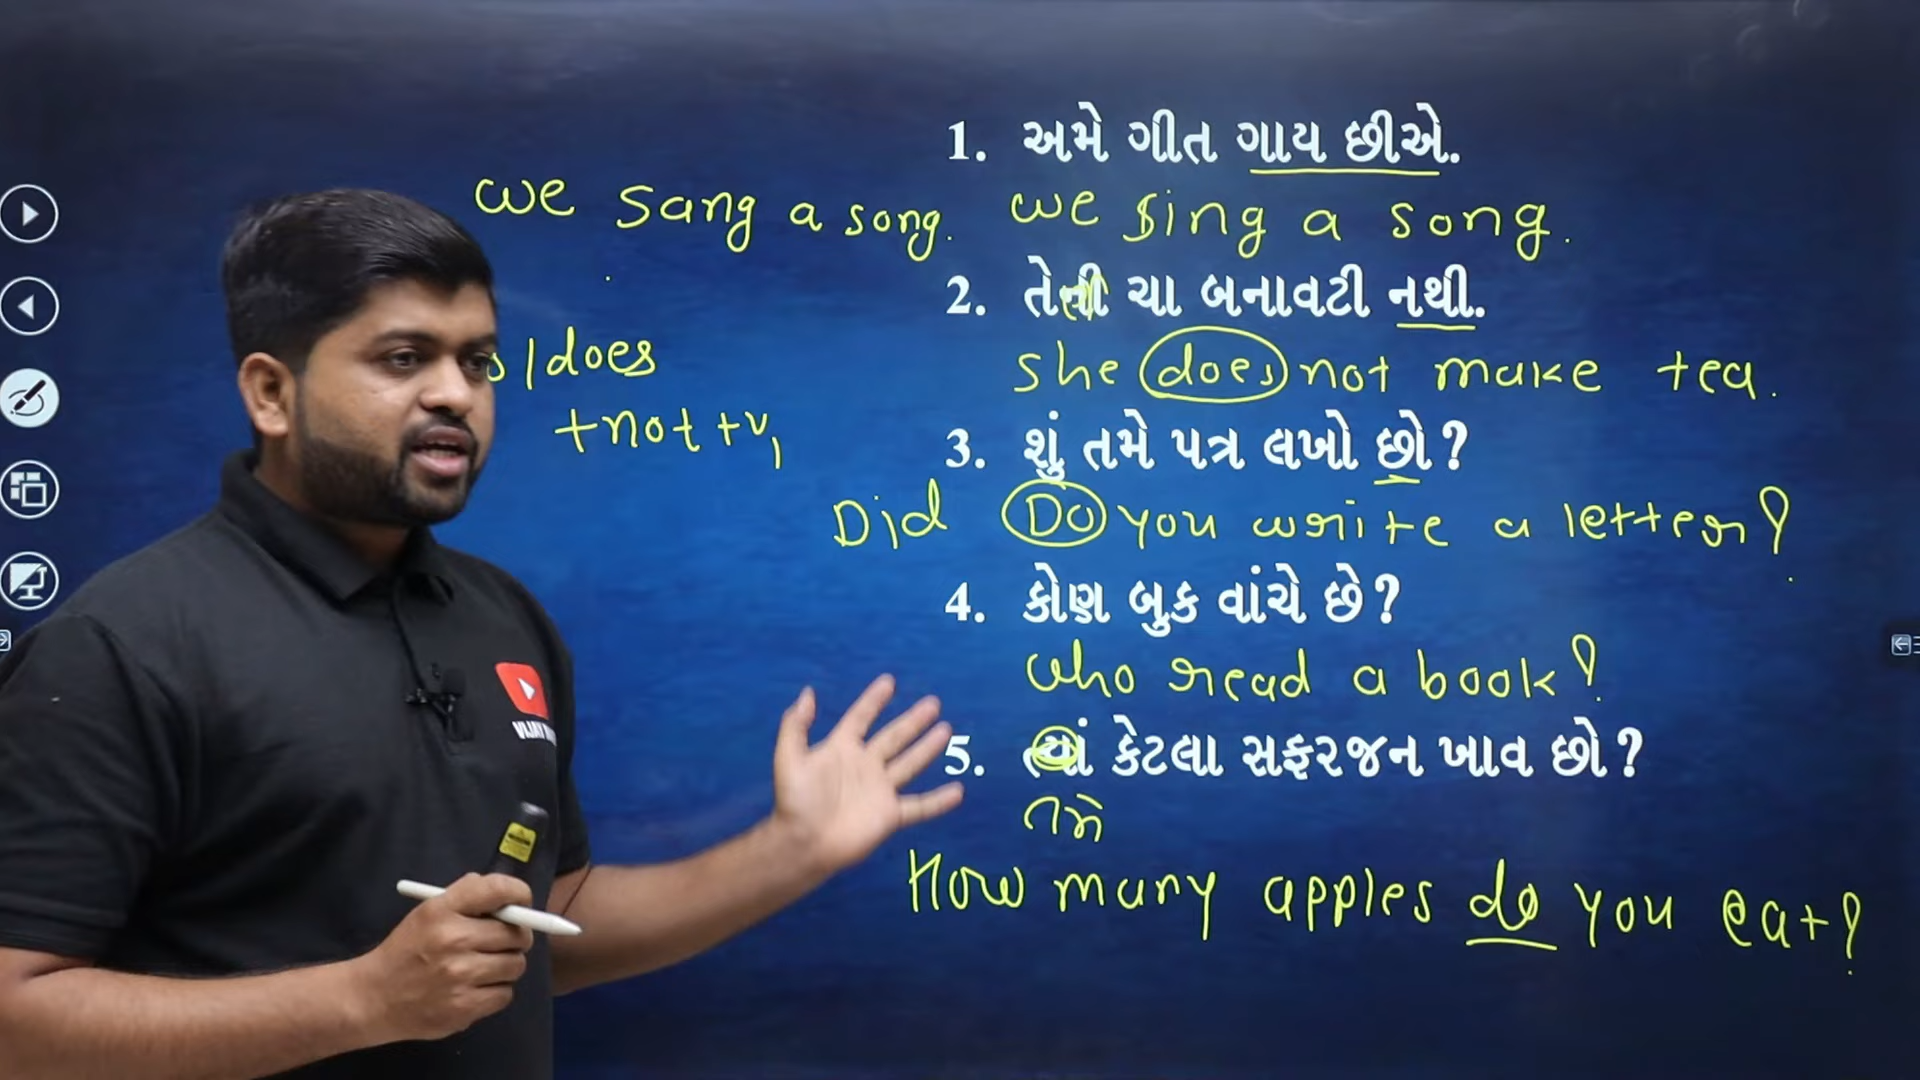 1. અમે ગીત ગાય છીએ.
we sang a song. we sing a song.
2. તેની ચા બનાવટી નથી.
she does not make tea.
/does
+not+v1
3. શું તમે પત્ર લખો છો?
Did Do you write a letter?
4. કોણ બુક વાંચે છે?
who read a book?
5. ત્યાં કેટલા સફરજન ખાવ છો?
તમે
How many apples do you eat?